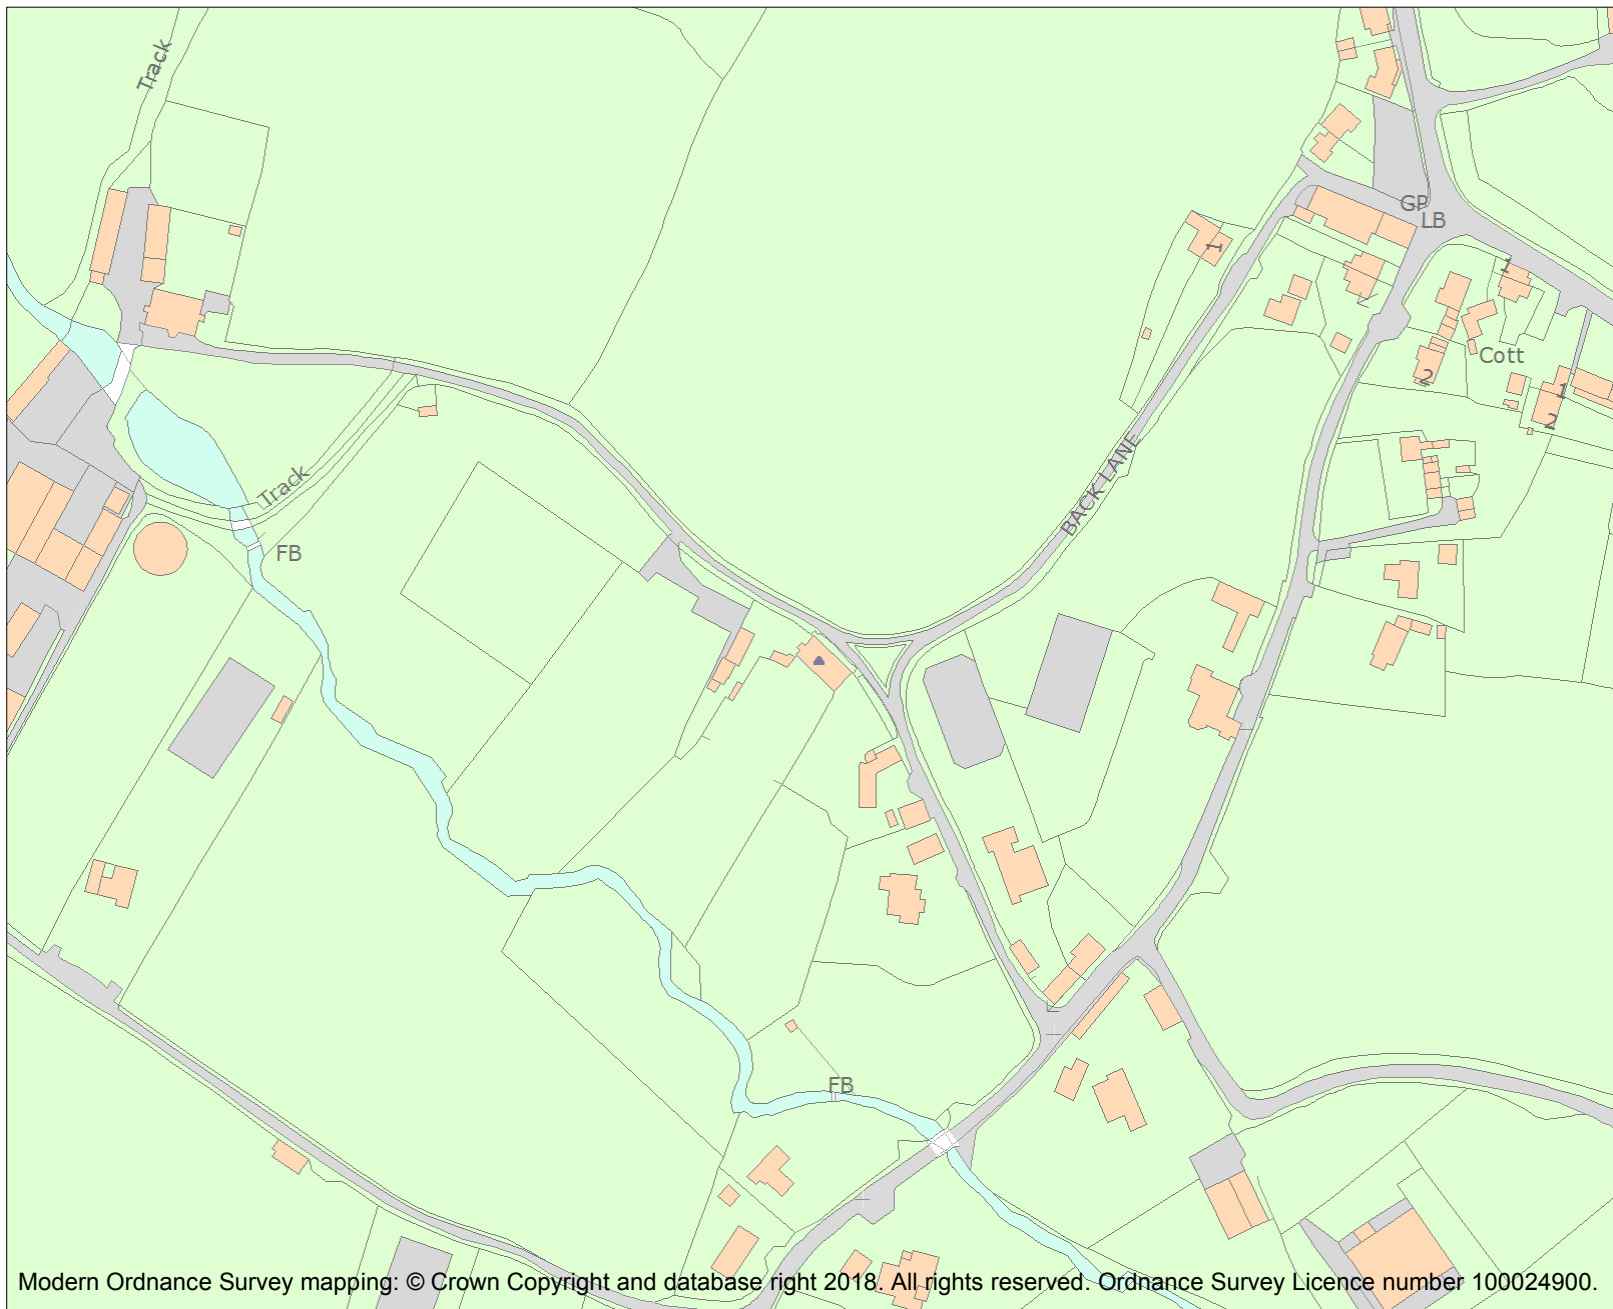 Track
GP
LB
1
1
Cott
2
1
2
BACK LANE
Track
FB
FB
Modern Ordnance Survey mapping: © Crown Copyright and database right 2018. All rights reserved. Ordnance Survey Licence number 100024900.